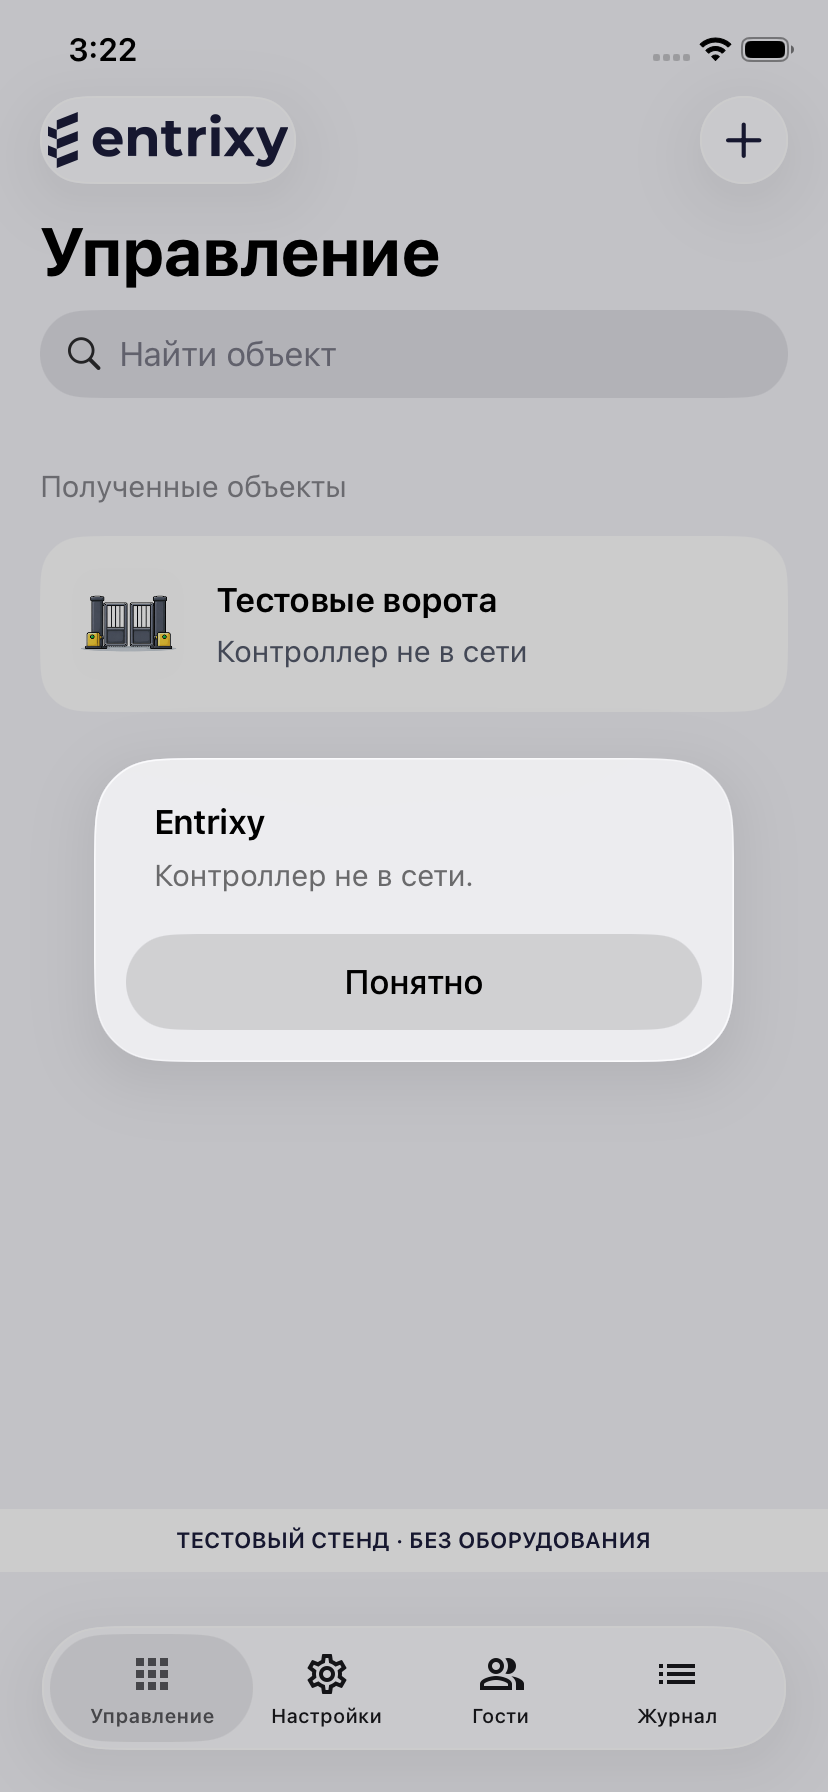 3:22
entrixy
Управление
Найти объект
Полученные объекты
Тестовые ворота
Контроллер не в сети
Entrixy
Контроллер не в сети.
Понятно
ТЕСТОВЫЙ СТЕНД · БЕЗ ОБОРУДОВАНИЯ
Управление
Настройки
Гости
Журнал